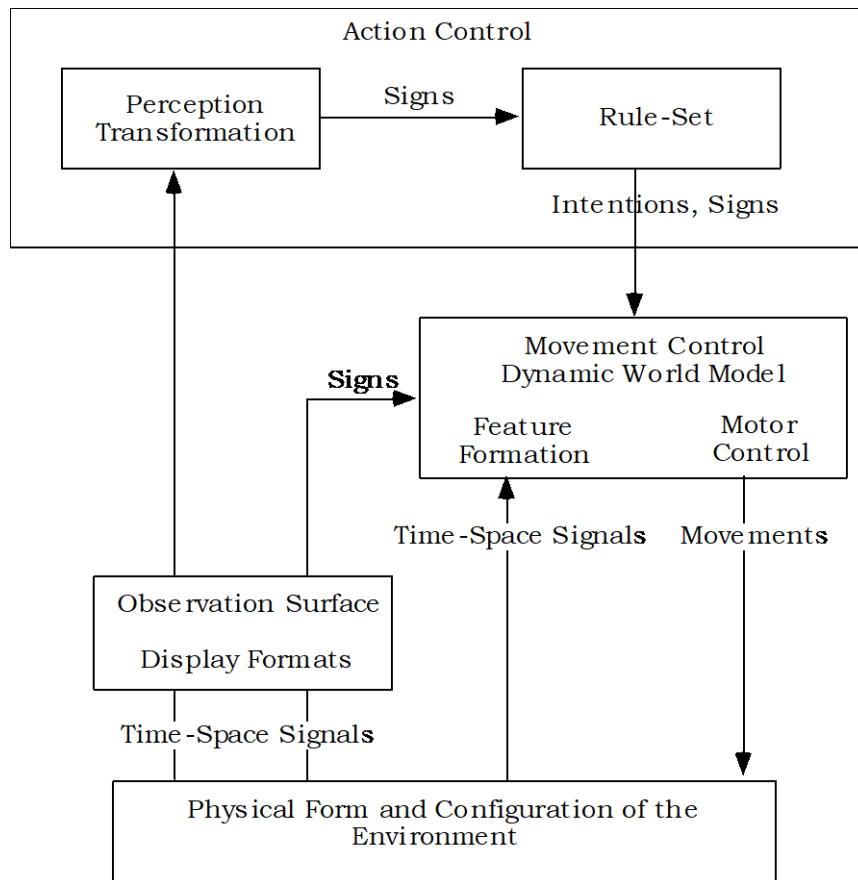 Action Control
Perception
Transformation
Signs
Rule-Set
Intentions, Signs
Movement Control
Dynamic World Model
Signs
Feature
Formation
Motor
Control
Time-Space Signals
Movements
Observation Surface
Display Formats
Time-Space Signals
Physical Form and Configuration of the
Environment